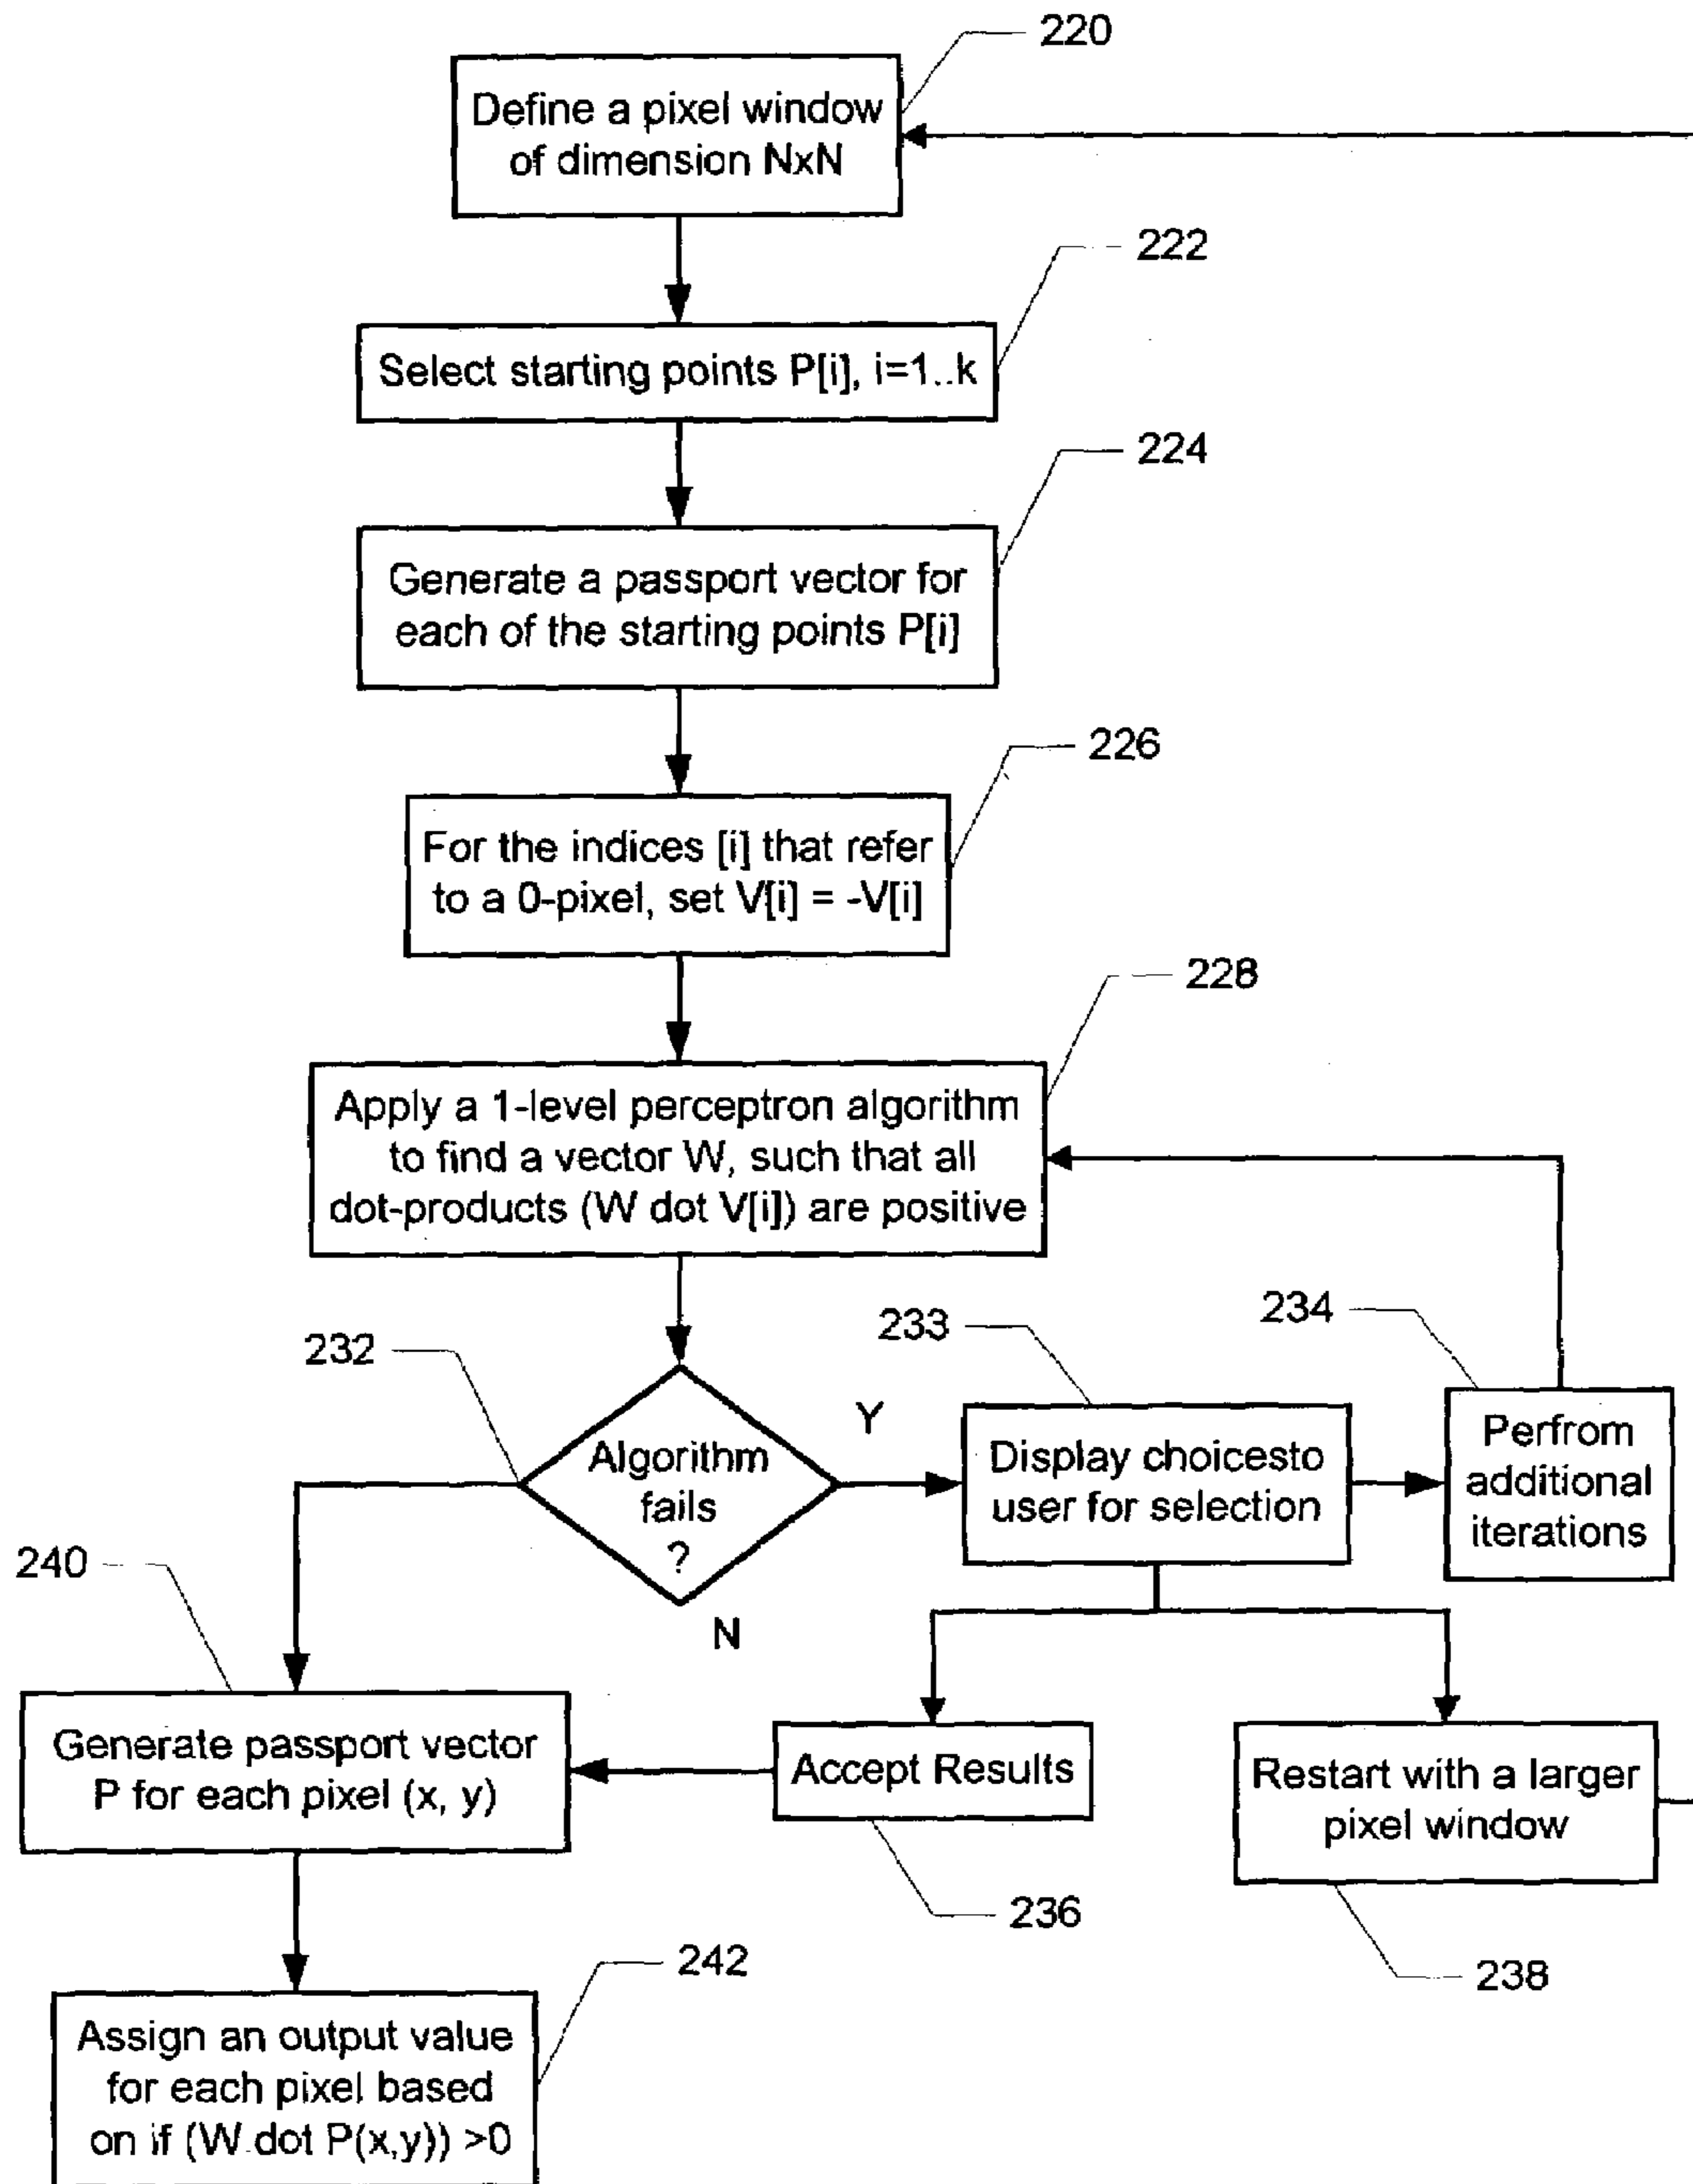 220
Define a pixel window
of dimension NxN
222
Select starting points P[i], i=1..k
224
Generate a passport vector for
each of the starting points P[i]
226
For the indices [i] that refer
to a 0-pixel, set V[i] = -V[i]
228
Apply a 1-level perceptron algorithm
to find a vector W, such that all
dot-products (W dot V[i]) are positive
232
Algorithm
fails
?
Y
N
233
Display choicesto
user for selection
234
Perfrom
additional
iterations
240
Generate passport vector
P for each pixel (x, y)
Accept Results
236
Restart with a larger
pixel window
238
242
Assign an output value
for each pixel based
on if (W dot P(x,y)) >0